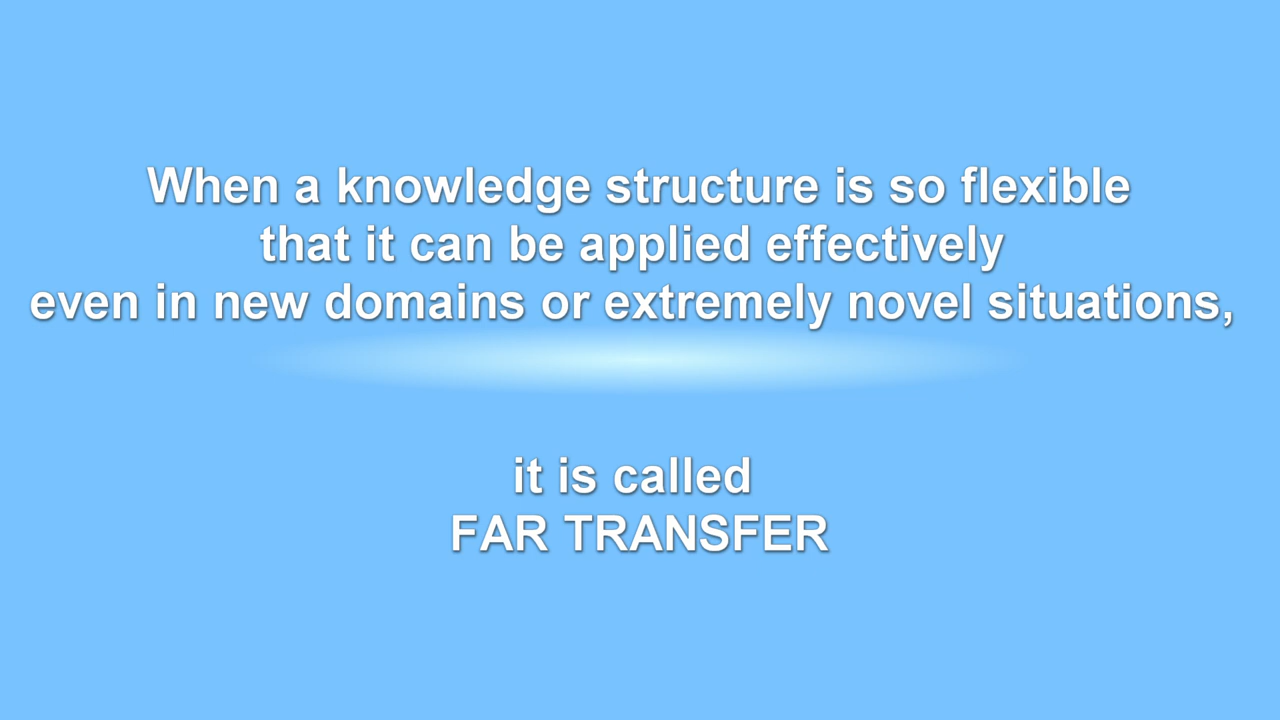 When a knowledge structure is so flexible
that it can be applied effectively
even in new domains or extremely novel situations,
it is called
FAR TRANSFER